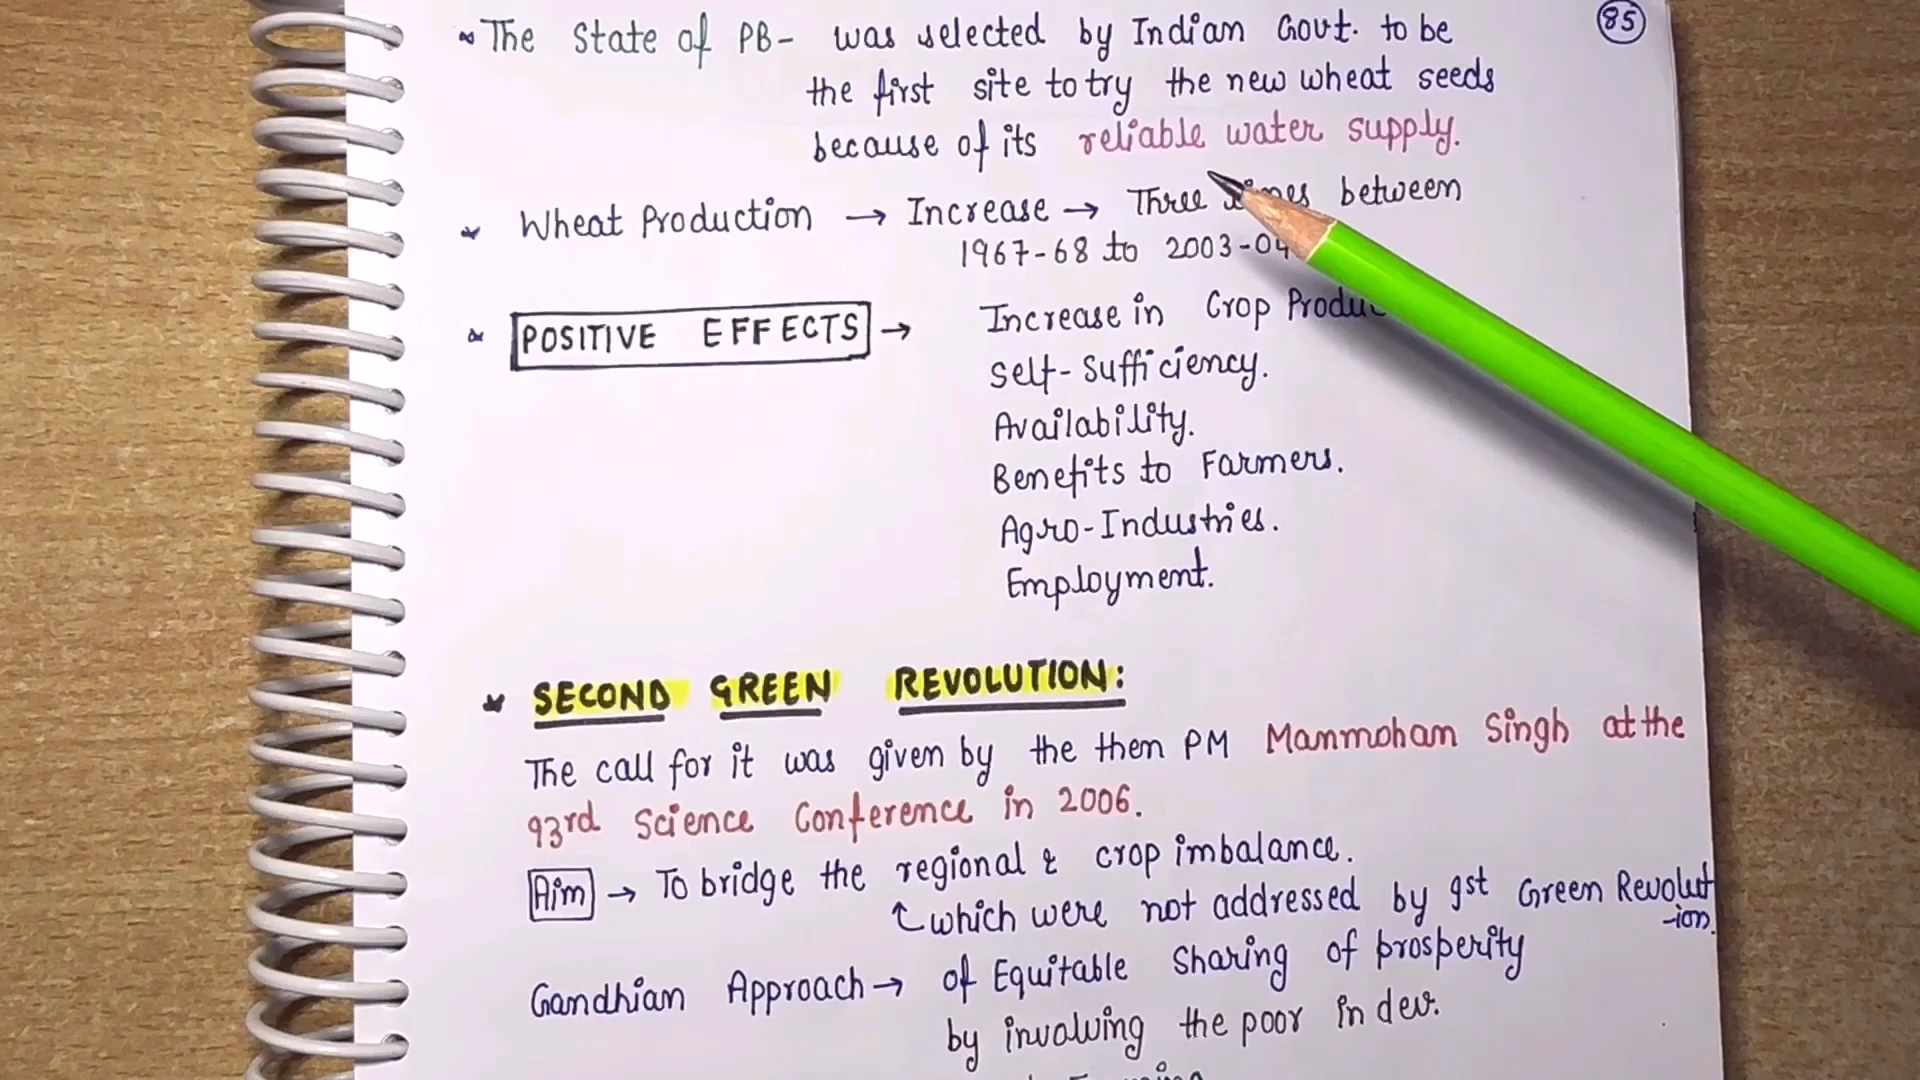 85
The State of PB- was selected by Indian Govt. to be
the first site to try the new wheat seeds
because of its reliable water supply.
Wheat Production → Increase → Three between
1967-68 to 2003-04
POSITIVE EFFECTS → Increase in Crop
Self-Sufficiency.
Availability.
Benefits to Farmers.
Agro-Industries.
Employment.
SECOND GREEN REVOLUTION:
The call for it was given by the then PM Manmohan Singh at the
93rd Science Conference in 2006.
Aim → To bridge the regional & crop imbalance.
which were not addressed by Ist Green Revolut
-ion.
Gandhian Approach → of Equitable Sharing of prosperity
by involving the poor in dev.